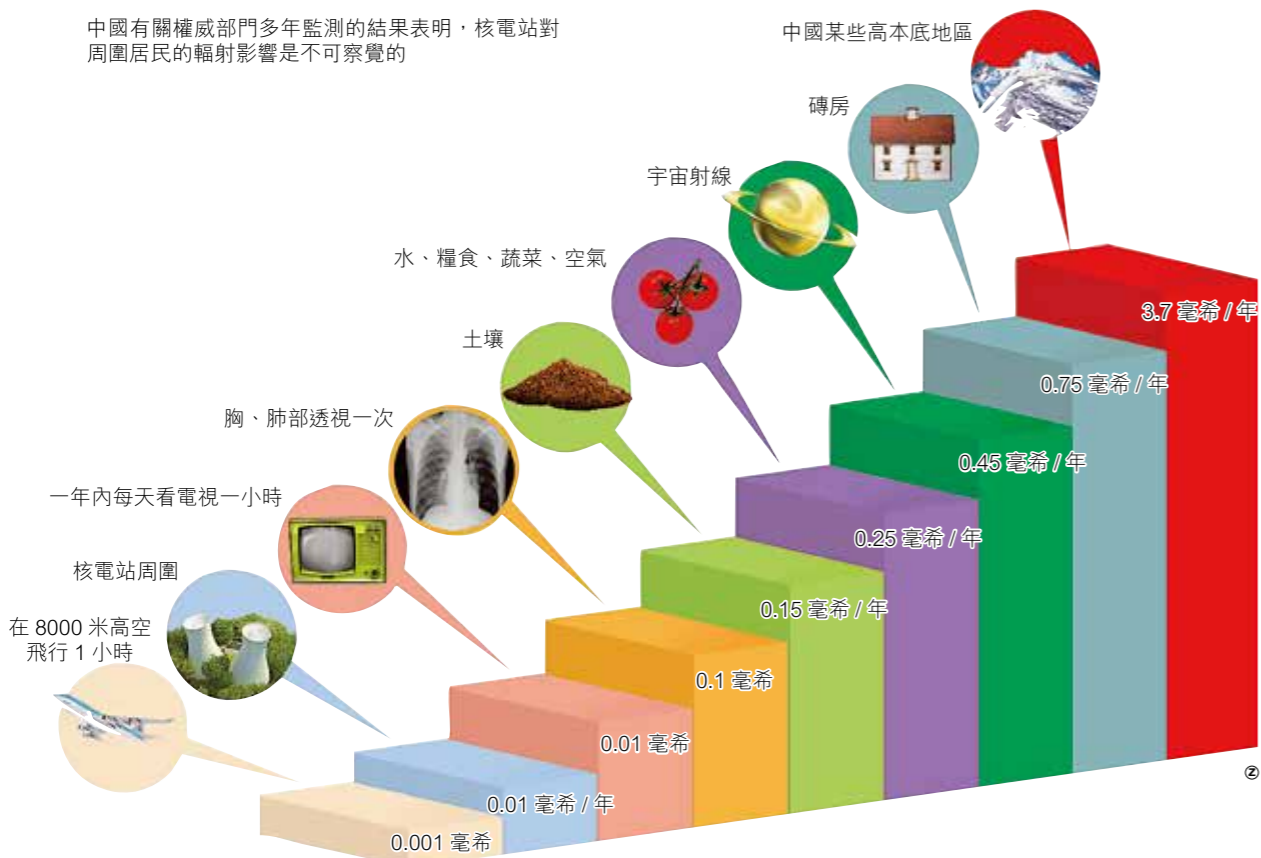 中國有關權威部門多年監測的結果表明，核電站對
周圍居民的輻射影響是不可察覺的
中國某些高本底地區
磚房
宇宙射線
水、糧食、蔬菜、空氣
土壤
胸、肺部透視一次
一年內每天看電視一小時
核電站周圍
在 8000 米高空
飛行 1 小時
3.7 毫希 / 年
0.75 毫希 / 年
0.45 毫希 / 年
0.25 毫希 / 年
0.15 毫希 / 年
0.1 毫希
0.01 毫希
0.01 毫希 / 年
0.001 毫希
ⓩ